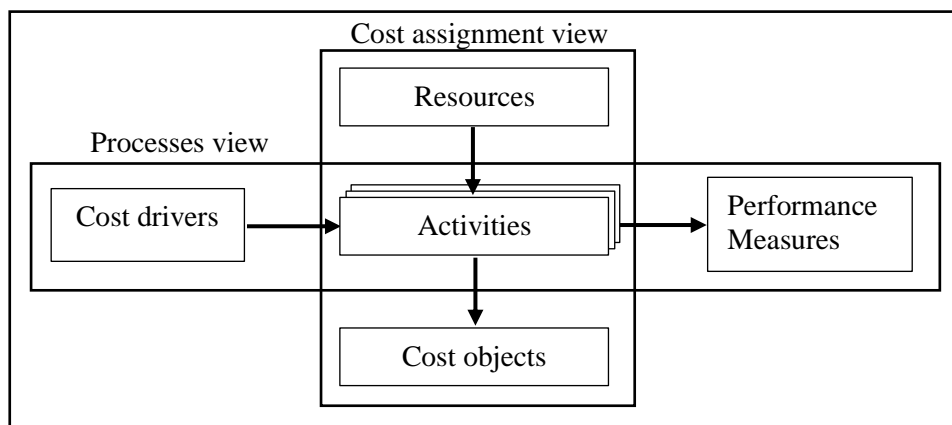 Cost assignment view
Resources
Processes view
Cost drivers
Activities
Performance
Measures
Cost objects